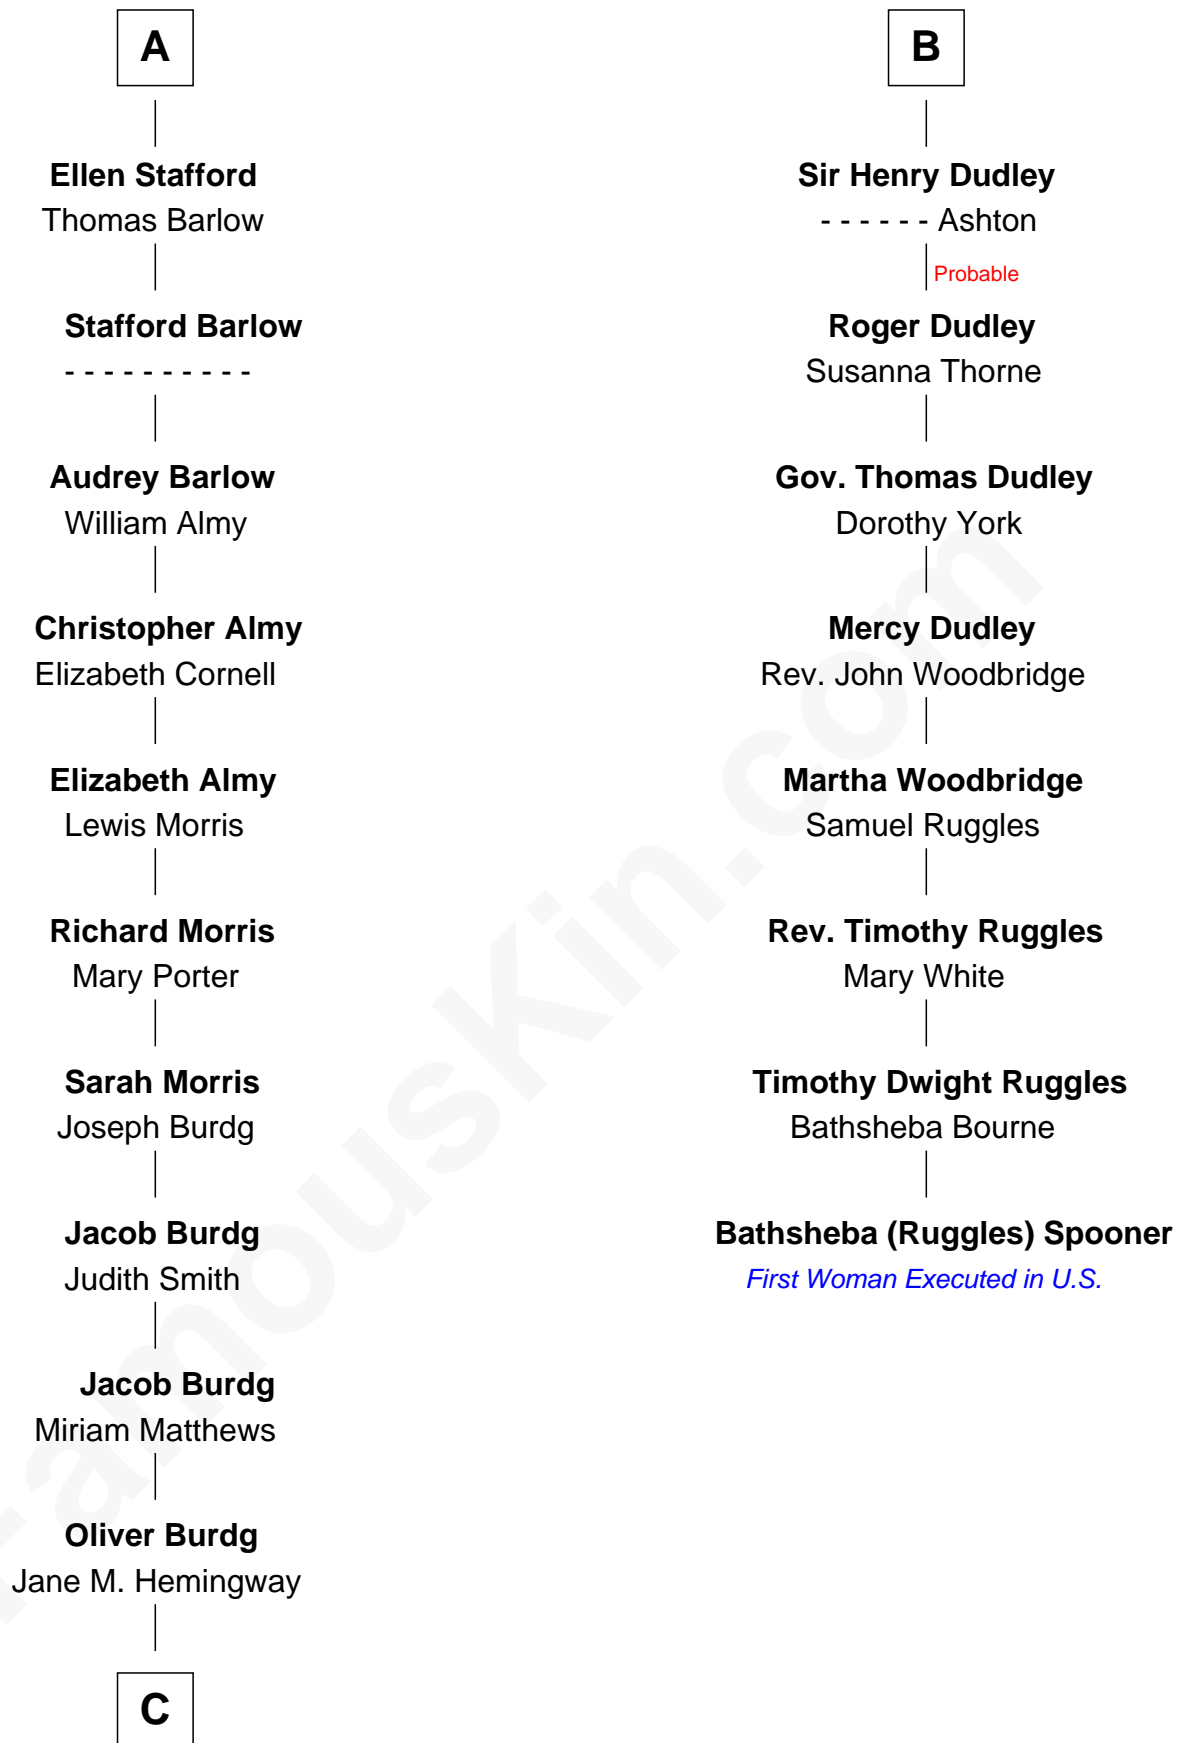 A
Ellen Stafford
Thomas Barlow
Stafford Barlow
- - - - - - - - - -
Audrey Barlow
William Almy
Christopher Almy
Elizabeth Cornell
Elizabeth Almy
Lewis Morris
Richard Morris
Mary Porter
Sarah Morris
Joseph Burdg
Jacob Burdg
Judith Smith
Jacob Burdg
Miriam Matthews
Oliver Burdg
Jane M. Hemingway
C
B
Sir Henry Dudley
- - - - - - Ashton
Probable
Roger Dudley
Susanna Thorne
Gov. Thomas Dudley
Dorothy York
Mercy Dudley
Rev. John Woodbridge
Martha Woodbridge
Samuel Ruggles
Rev. Timothy Ruggles
Mary White
Timothy Dwight Ruggles
Bathsheba Bourne
Bathsheba (Ruggles) Spooner
First Woman Executed in U.S.
FamousKin.com